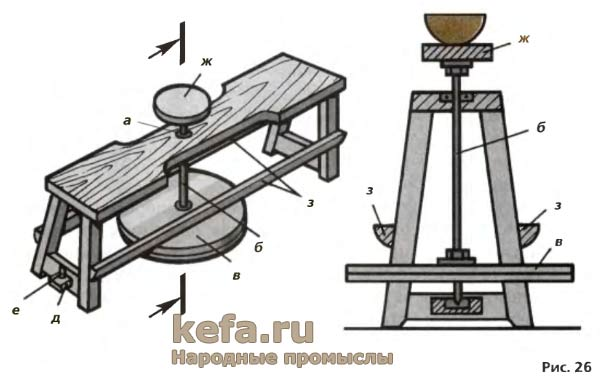 ж
а
з
б
в
е
д
ж
б
з
з
в
kefa.ru
Народные промыслы
Рис. 26